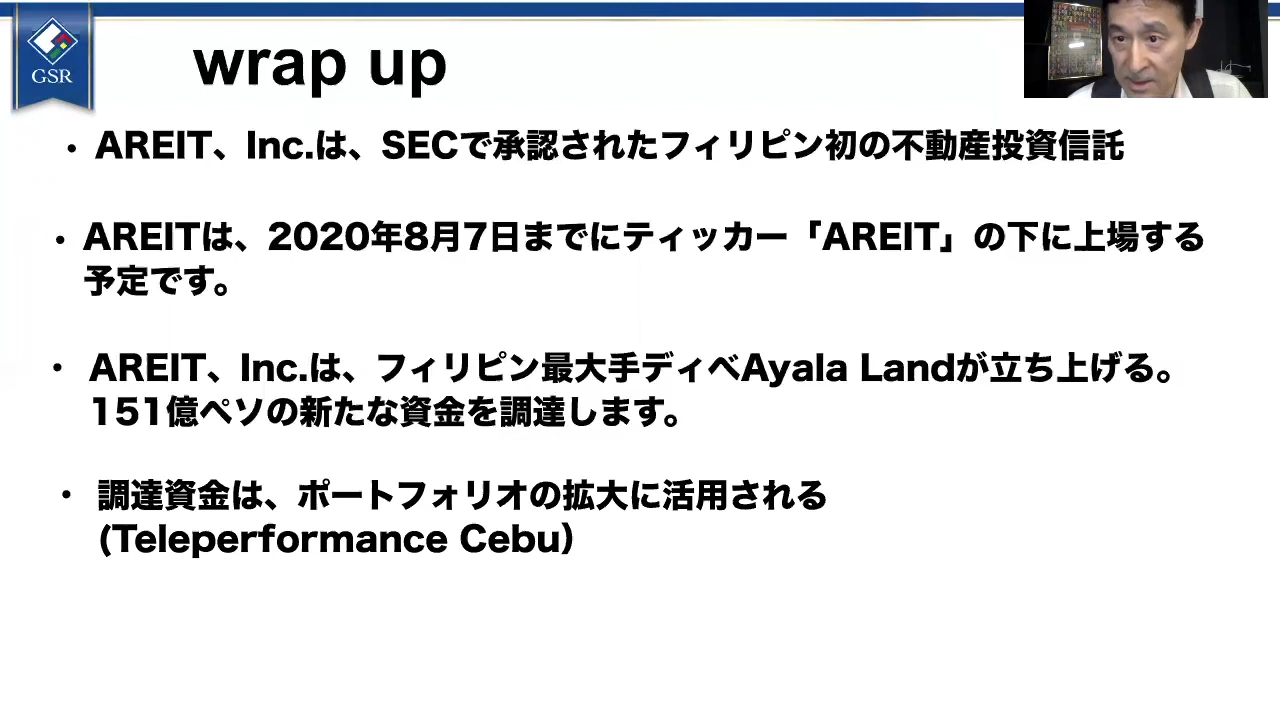 GSR
wrap up
・AREIT、Inc.は、SECで承認されたフィリピン初の不動産投資信託
・AREITは、2020年8月7日までにティッカー「AREIT」の下に上場する
予定です。
・AREIT、Inc.は、フィリピン最大手ディベAyala Landが立ち上げる。
151億ペソの新たな資金を調達します。
・調達資金は、ポートフォリオの拡大に活用される
(Teleperformance Cebu）